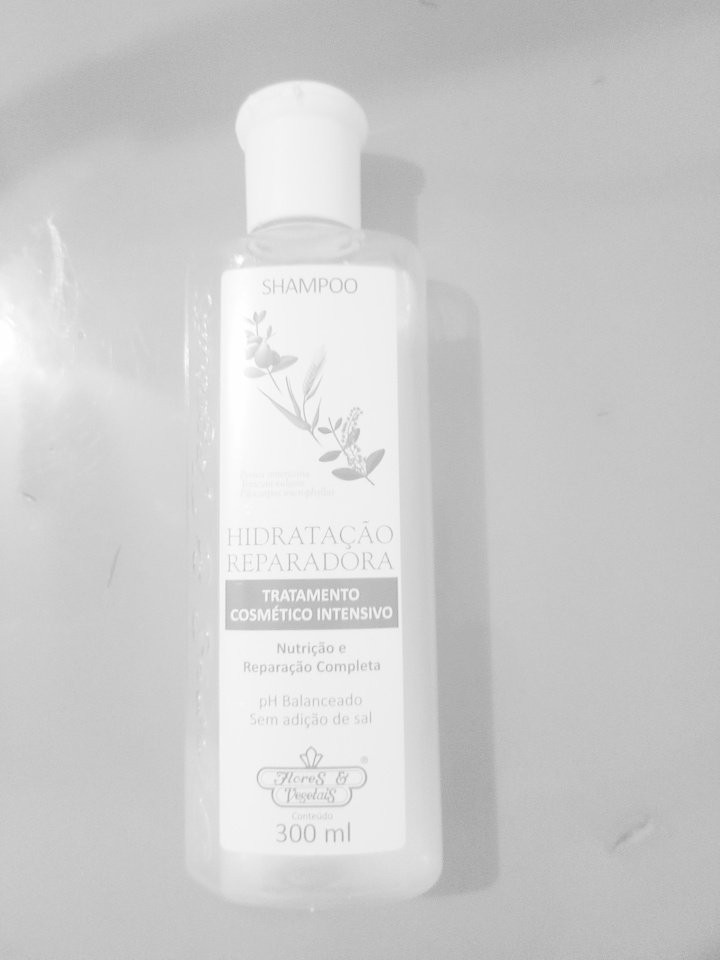 SHAMPOO
HIDRATAÇÃO
REPARADORA
TRATAMENTO
COSMÉTICO INTENSIVO
Nutrição e
Reparação Completa
pH Balanceado
Sem adição de sal
Flores &
Vegetais
®
Conteúdo
300 ml